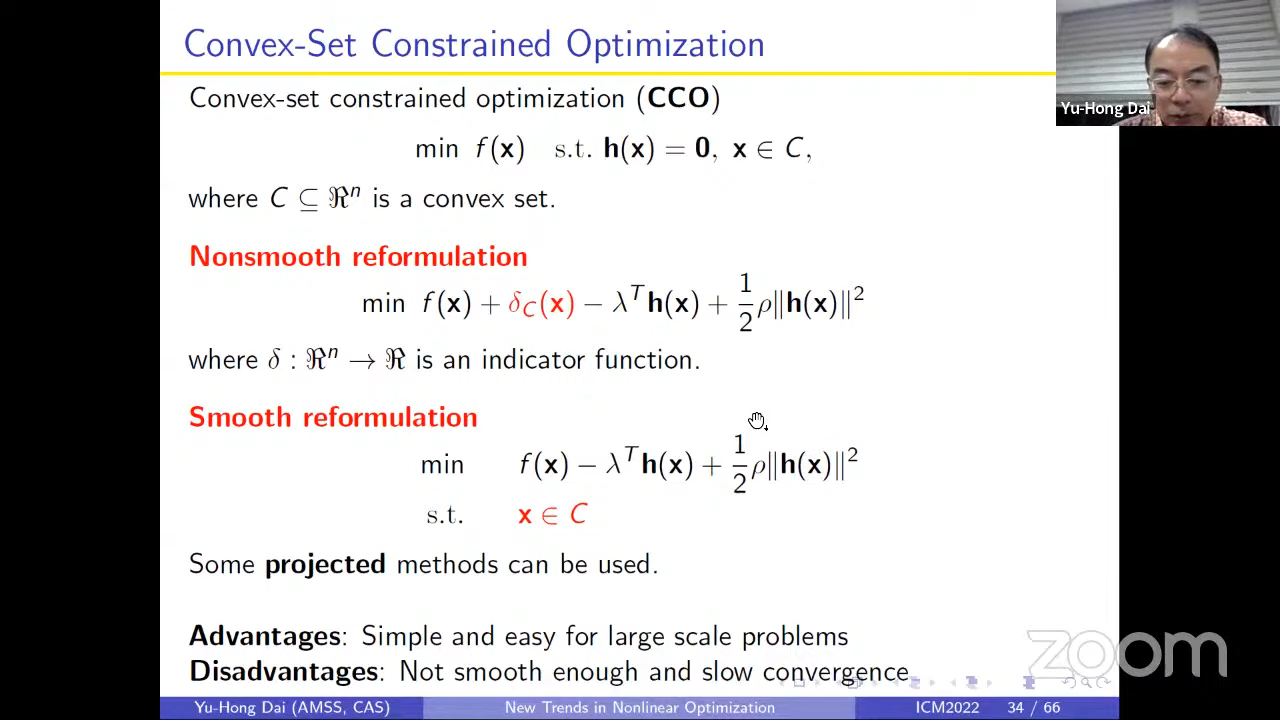 Convex-Set Constrained Optimization
Yu-Hong Dai
Convex-set constrained optimization (CCO)
min f(x) s.t. h(x) = 0, x ∈ C,
where C ⊆ ℜⁿ is a convex set.
Nonsmooth reformulation
min f(x) + δ_C(x) − λᵀh(x) + 1/2 ρ‖h(x)‖²
where δ : ℜⁿ → ℜ is an indicator function.
Smooth reformulation
min f(x) − λᵀh(x) + 1/2 ρ‖h(x)‖²
s.t. x ∈ C
Some projected methods can be used.
Advantages: Simple and easy for large scale problems
Disadvantages: Not smooth enough and slow convergence
zoom
Yu-Hong Dai (AMSS, CAS) New Trends in Nonlinear Optimization ICM2022 34 / 66